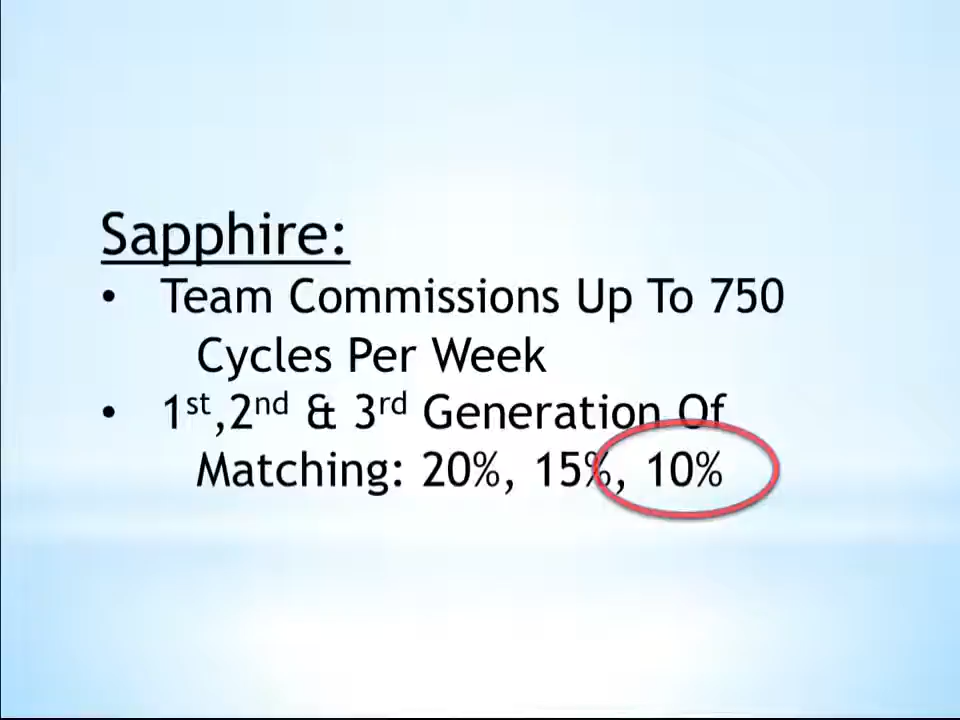 Sapphire:
• Team Commissions Up To 750
Cycles Per Week
• 1st,2nd & 3rd Generation Of
Matching: 20%, 15%, 10%